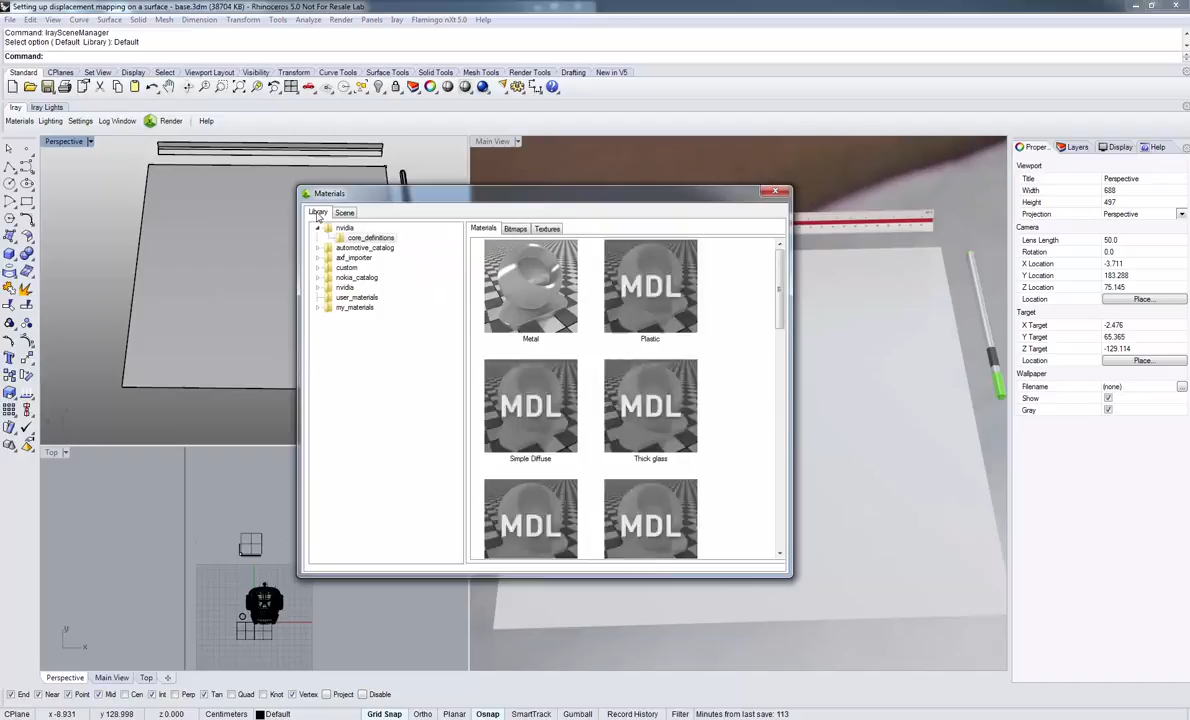 Setting up displacement mapping on a surface - base.3dm (38704 KB) - Rhinoceros 5.0 Not For Resale Lab
File Edit View Curve Surface Solid Mesh Dimension Transform Tools Analyze Render Panels Iray Flamingo nXt 5.0 Help
Command: IraySceneManager
Select option ( Default Library ): Default
Command:
Standard CPlanes Set View Display Select Viewport Layout Visibility Transform Curve Tools Surface Tools Solid Tools Mesh Tools Render Tools Drafting New in V5
Iray Iray Lights
Materials Lighting Settings Log Window Render Help
Perspective
Main View
Proper... Layers Display Help
Viewport
Title Perspective
Width 688
Height 497
Projection Perspective
Camera
Lens Length 50.0
Rotation 0.0
X Location -3.711
Y Location 183.288
Z Location 75.145
Location Place...
Target
X Target -2.476
Y Target 65.365
Z Target -129.114
Location Place...
Wallpaper
Filename (none) ...
Show
Gray
Materials
Library Scene
nvidia
core_definitions
automotive_catalog
axf_importer
custom
nokia_catalog
nvidia
user_materials
my_materials
Materials Bitmaps Textures
MDL
Metal Plastic
MDL MDL
Simple Diffuse Thick glass
MDL MDL
Top
y
x
Perspective Main View Top
End Near Point Mid Cen Int Perp Tan Quad Knot Vertex Project Disable
CPlane x -8.931 y 128.998 z 0.000 Centimeters Default Grid Snap Ortho Planar Osnap SmartTrack Gumball Record History Filter Minutes from last save: 113